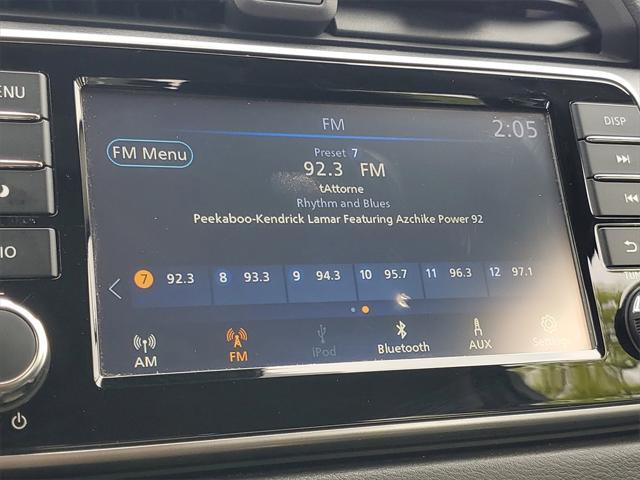 MENU
FM
2:05
DISP
FM Menu
Preset 7
92.3 FM
tAttorne
Rhythm and Blues
Peekaboo-Kendrick Lamar Featuring Azchike Power 92
7 92.3 8 93.3 9 94.3 10 95.7 11 96.3 12 97.1
AM FM iPod Bluetooth AUX Settings